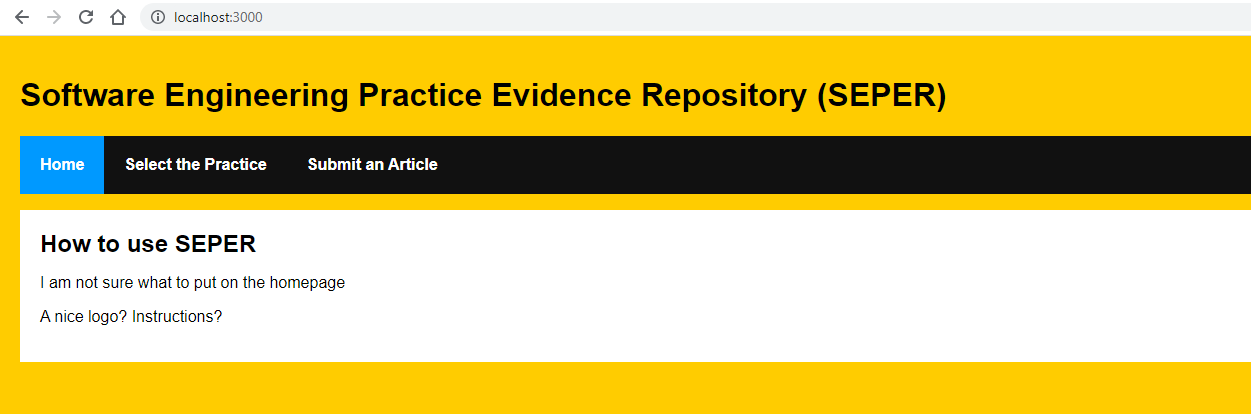 localhost:3000
Software Engineering Practice Evidence Repository (SEPER)
Home Select the Practice Submit an Article
How to use SEPER
I am not sure what to put on the homepage
A nice logo? Instructions?